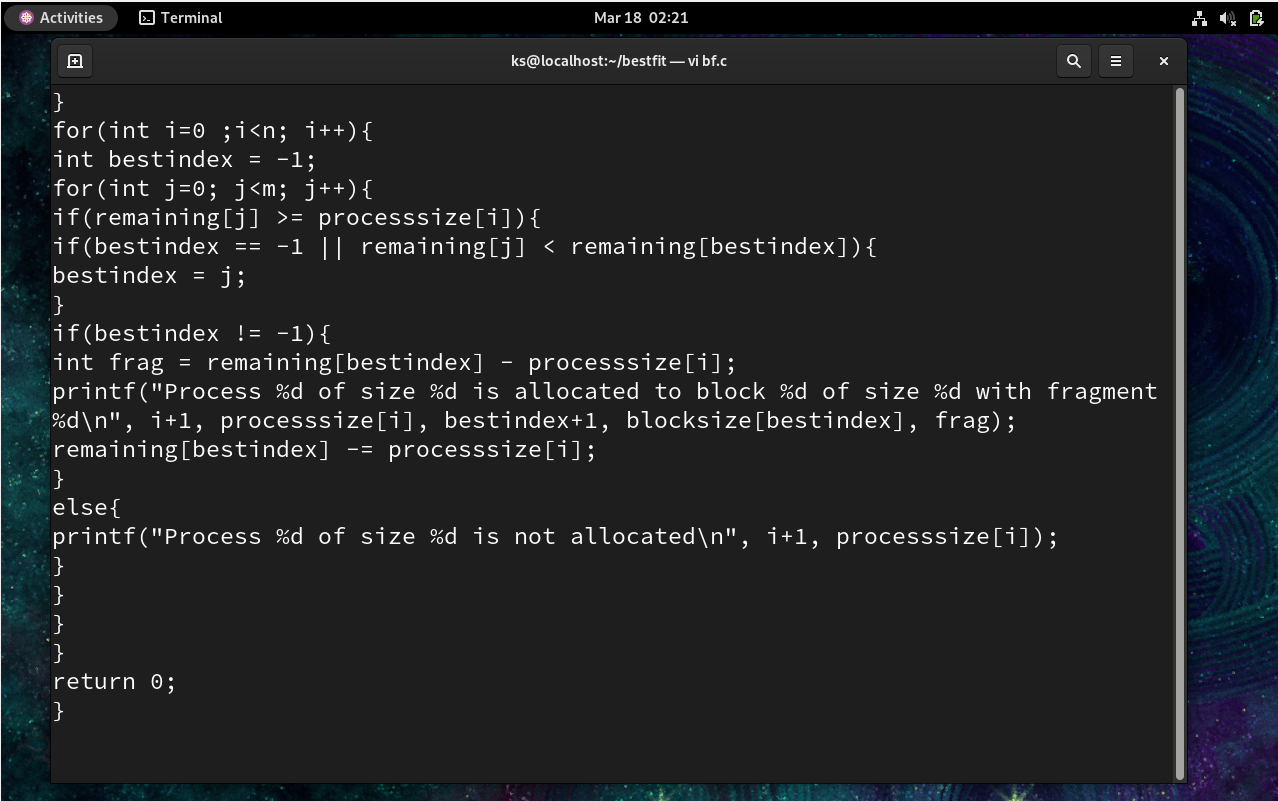 Activities
Terminal
Mar 18 02:21
ks@localhost:~/bestfit — vi bf.c
}
for(int i=0 ;i<n; i++){
int bestindex = -1;
for(int j=0; j<m; j++){
if(remaining[j] >= processsize[i]){
if(bestindex == -1 || remaining[j] < remaining[bestindex]){
bestindex = j;
}
if(bestindex != -1){
int frag = remaining[bestindex] - processsize[i];
printf("Process %d of size %d is allocated to block %d of size %d with fragment
%d\n", i+1, processsize[i], bestindex+1, blocksize[bestindex], frag);
remaining[bestindex] -= processsize[i];
}
else{
printf("Process %d of size %d is not allocated\n", i+1, processsize[i]);
}
}
}
}
return 0;
}